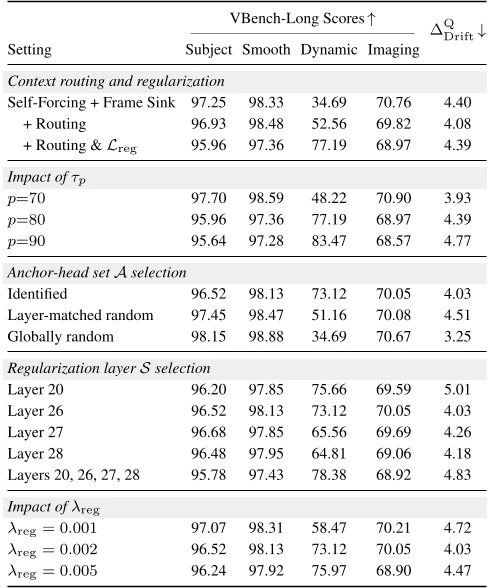 VBench-Long Scores ↑ Δ^Q_Drift ↓
Setting Subject Smooth Dynamic Imaging
Context routing and regularization
Self-Forcing + Frame Sink 97.25 98.33 34.69 70.76 4.40
+ Routing 96.93 98.48 52.56 69.82 4.08
+ Routing & ℒ_reg 95.96 97.36 77.19 68.97 4.39
Impact of τ_p
p=70 97.70 98.59 48.22 70.90 3.93
p=80 95.96 97.36 77.19 68.97 4.39
p=90 95.64 97.28 83.47 68.57 4.77
Anchor-head set 𝒜 selection
Identified 96.52 98.13 73.12 70.05 4.03
Layer-matched random 97.45 98.47 51.16 70.08 4.51
Globally random 98.15 98.88 34.69 70.67 3.25
Regularization layer 𝒮 selection
Layer 20 96.20 97.85 75.66 69.59 5.01
Layer 26 96.52 98.13 73.12 70.05 4.03
Layer 27 96.68 97.85 65.56 69.69 4.26
Layer 28 96.48 97.95 64.81 69.06 4.18
Layers 20, 26, 27, 28 95.78 97.43 78.38 68.92 4.83
Impact of λ_reg
λ_reg = 0.001 97.07 98.31 58.47 70.21 4.72
λ_reg = 0.002 96.52 98.13 73.12 70.05 4.03
λ_reg = 0.005 96.24 97.92 75.97 68.90 4.47